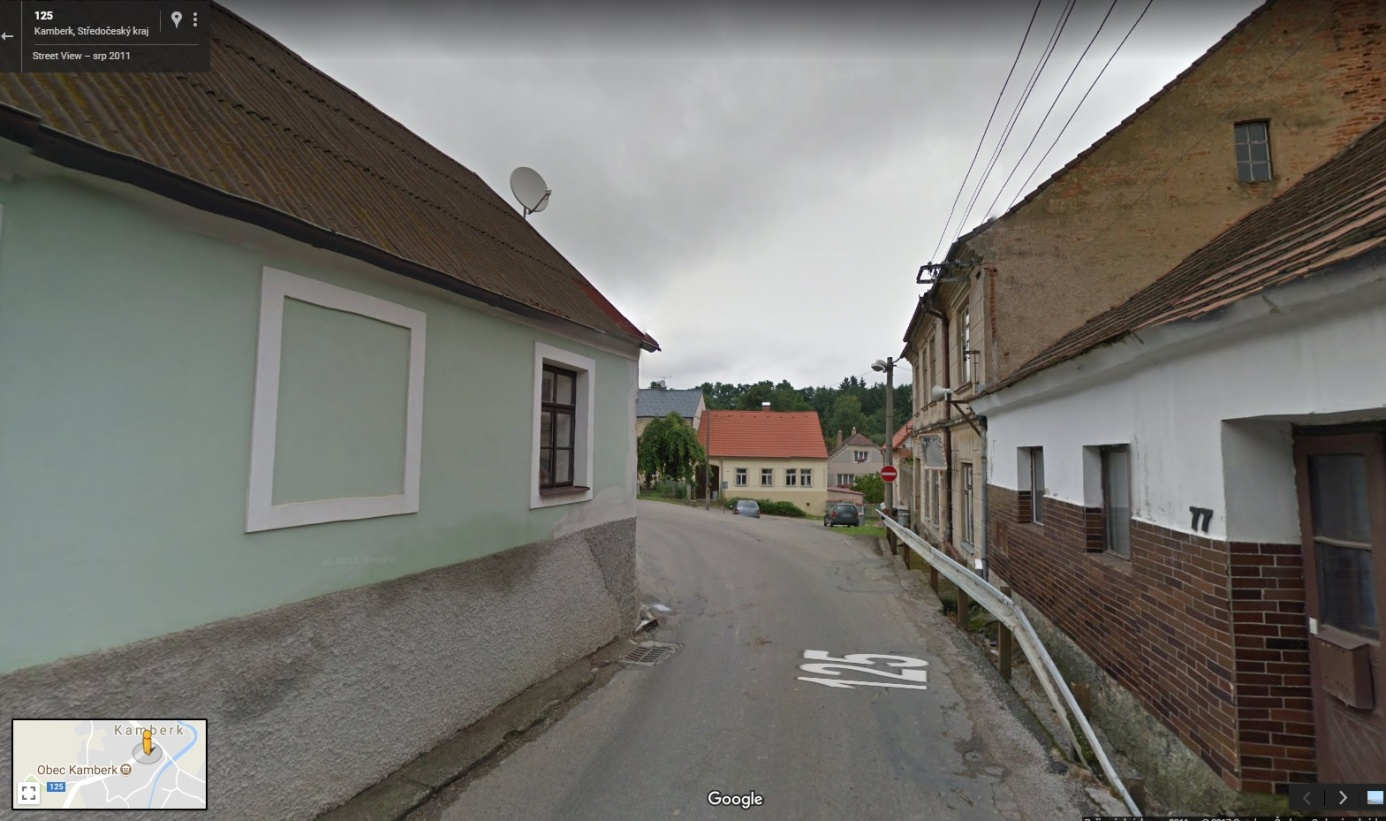 125
Kamberk, Středočeský kraj
Street View – srp 2011
77
125
Kamberk
Obec Kamberk
125
Google